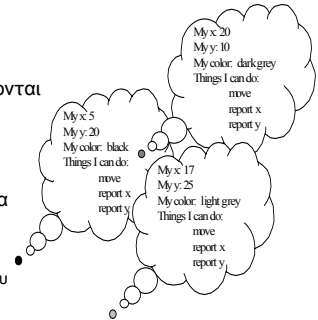 My x: 20
My y: 10
My color: dark grey
Things I can do:
move
report x
report y
νται
My x: 5
My y: 20
My color: black
Things I can do:
move
report x
report y
My x: 17
My y: 25
My color: light grey
Things I can do:
move
report x
report y
α
υ